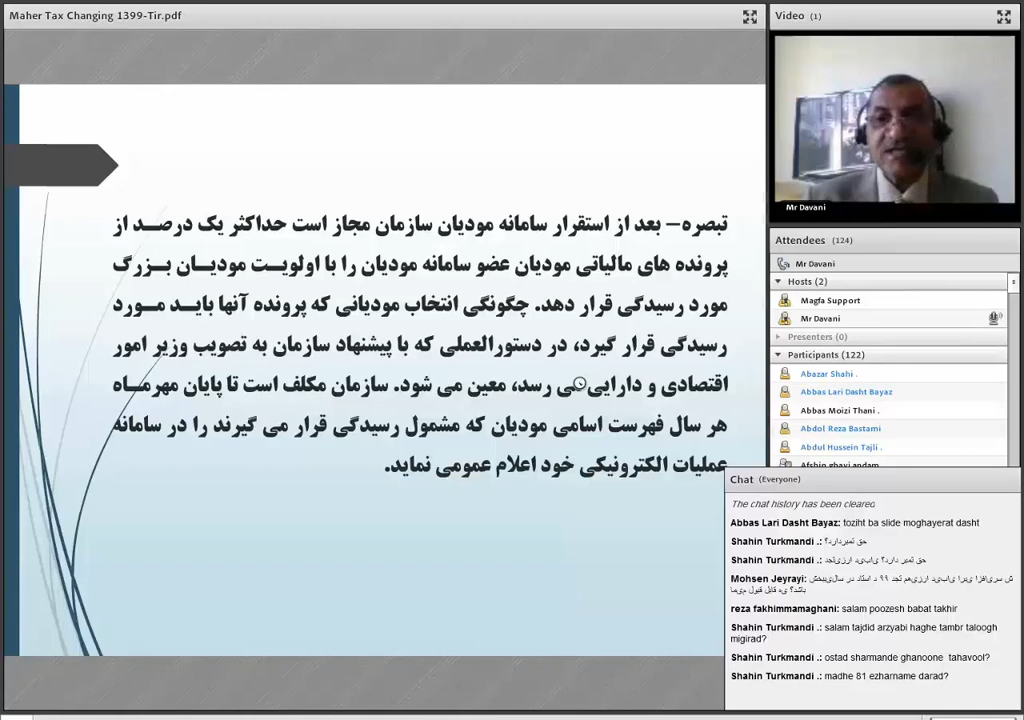 Maher Tax Changing 1399-Tir.pdf
تبصره– بعد از استقرار سامانه مودیان سازمان مجاز است حداکثر یک درصد از
پرونده های مالیاتی مودیان عضو سامانه مودیان را با اولویت مودیان بزرگ
مورد رسیدگی قرار دهد. چگونگی انتخاب مودیانی که پرونده آنها باید مورد
رسیدگی قرار گیرد، در دستورالعملی که با پیشنهاد سازمان به تصویب وزیر امور
اقتصادی و دارایی می رسد، معین می شود. سازمان مکلف است تا پایان مهرماه
هر سال فهرست اسامی مودیان که مشمول رسیدگی قرار می گیرند را در سامانه
عملیات الکترونیکی خود اعلام عمومی نماید.
Video (1)
Mr Davani
Attendees (124)
Mr Davani
Hosts (2)
Magfa Support
Mr Davani
Presenters (0)
Participants (122)
Abazar Shahi .
Abbas Lari Dasht Bayaz
Abbas Moizi Thani .
Abdol Reza Bastami
Abdul Hussein Tajli .
Afshin ghavi andam
Chat (Everyone)
The chat history has been cleared
Abbas Lari Dasht Bayaz: toziht ba slide moghayerat dasht
Shahin Turkmandi .:
Shahin Turkmandi .:
Mohsen Jeyrayi:
reza fakhimmamaghani: salam poozesh babat takhir
Shahin Turkmandi .: salam tajdid arzyabi haghe tambr taloogh
migirad?
Shahin Turkmandi .: ostad sharmande ghanoone tahavool?
Shahin Turkmandi .: madhe 81 ezharname darad?